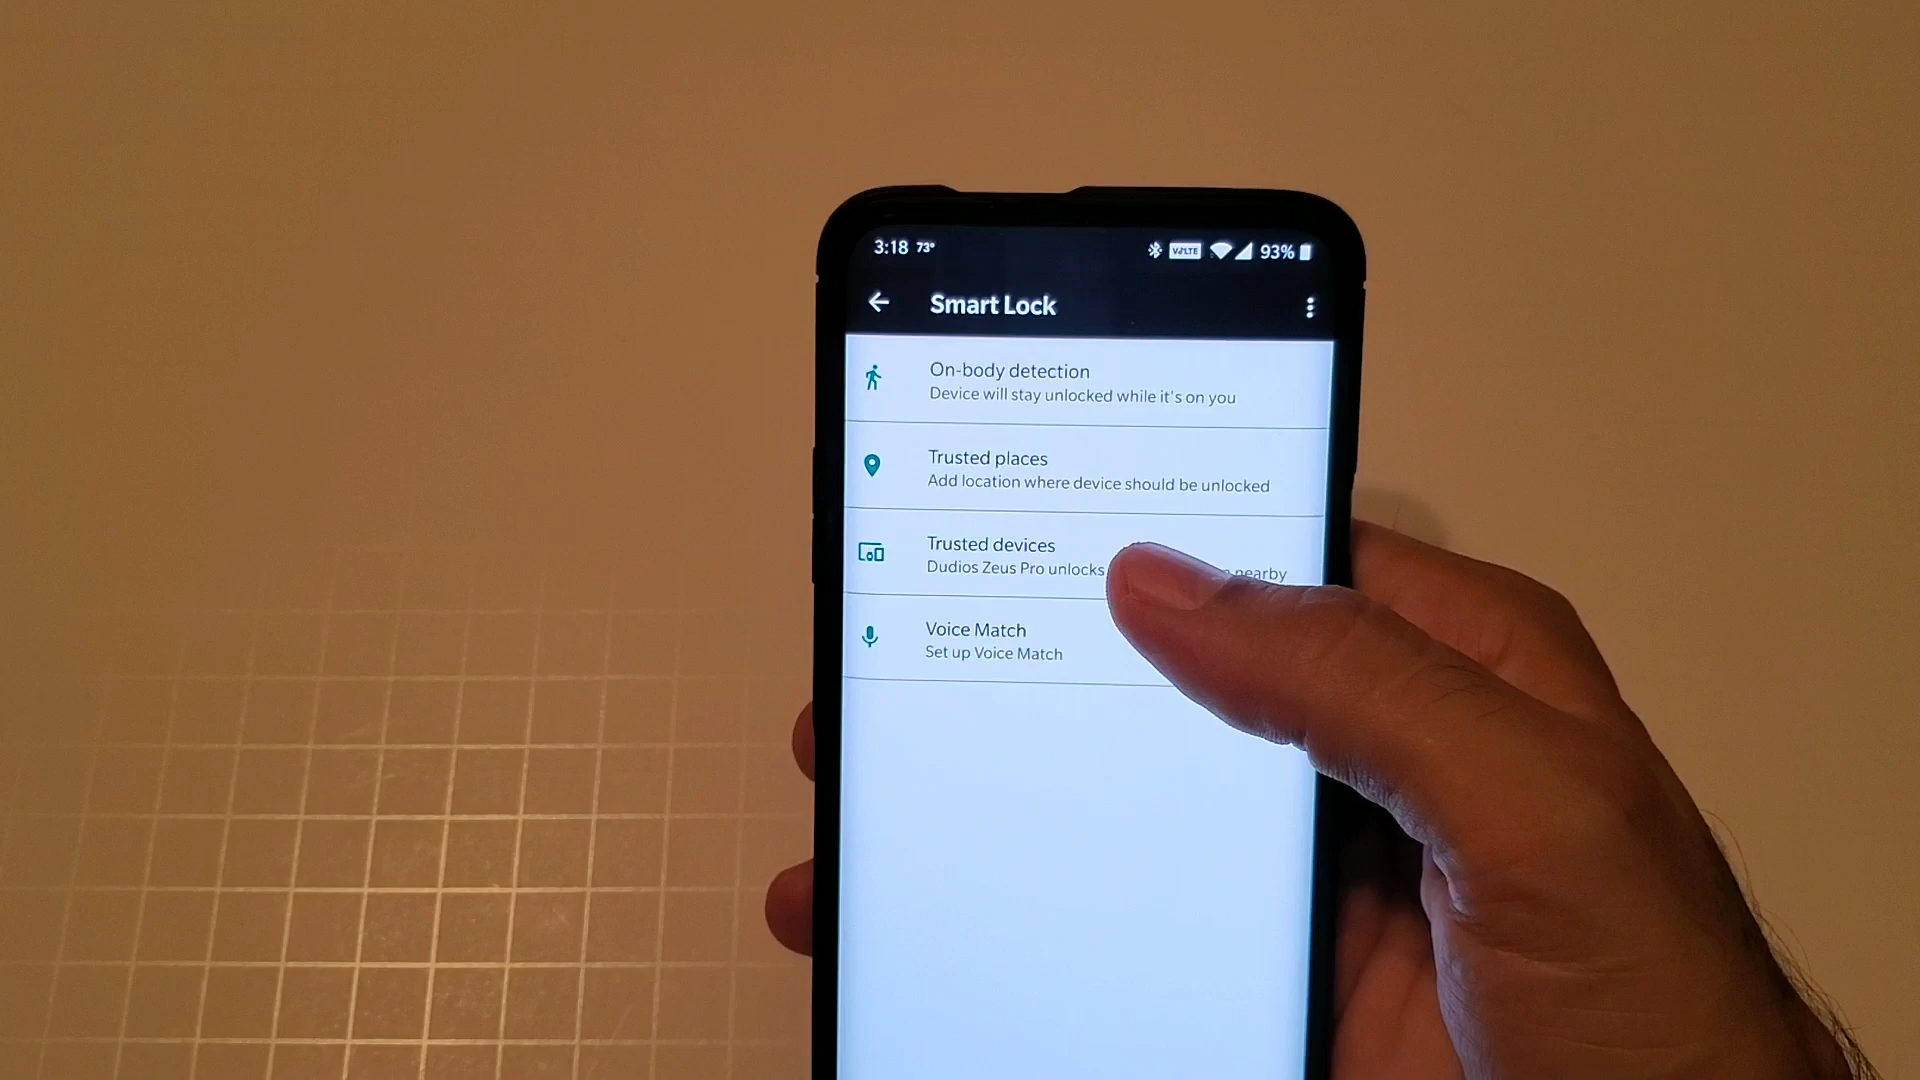 3:18 73° VoLTE 93%
Smart Lock
On-body detection
Device will stay unlocked while it's on you
Trusted places
Add location where device should be unlocked
Trusted devices
Dudios Zeus Pro unlocks nearby
Voice Match
Set up Voice Match